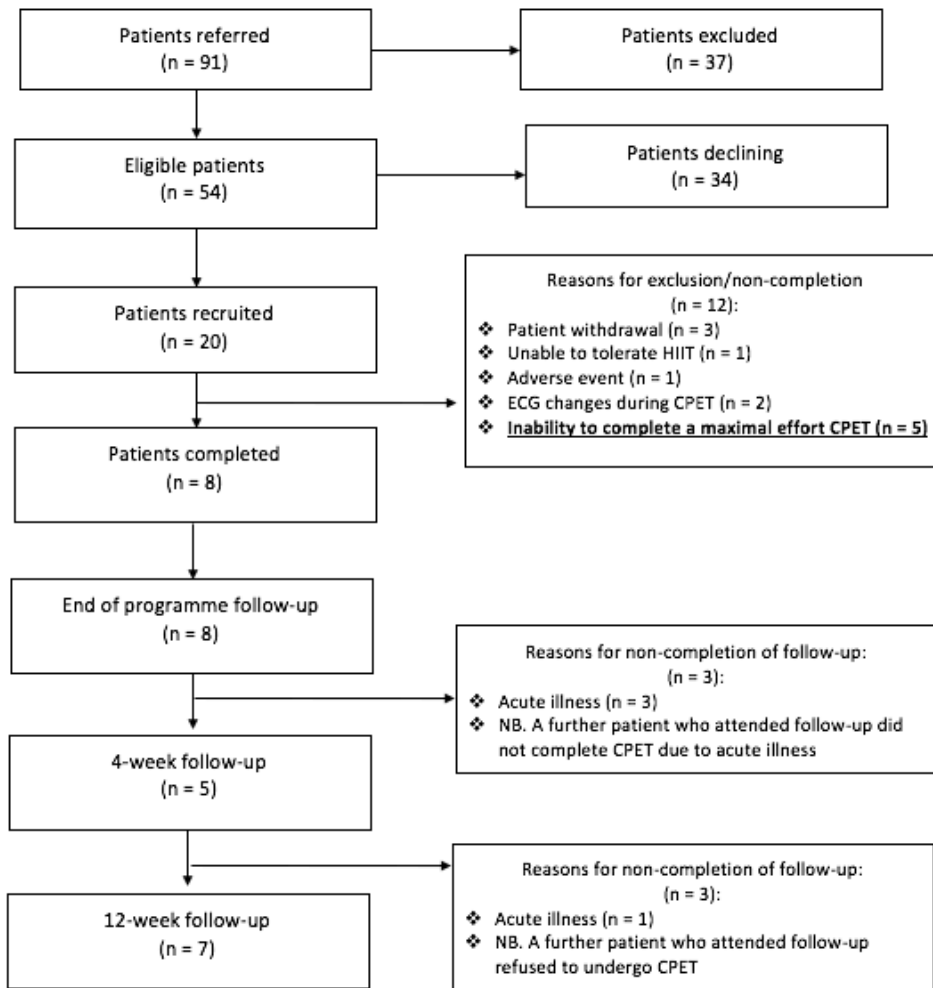 Patients referred
(n = 91)
Patients excluded
(n = 37)
Eligible patients
(n = 54)
Patients declining
(n = 34)
Patients recruited
(n = 20)
Reasons for exclusion/non-completion
(n = 12):
❖ Patient withdrawal (n = 3)
❖ Unable to tolerate HIIT (n = 1)
❖ Adverse event (n = 1)
❖ ECG changes during CPET (n = 2)
❖ Inability to complete a maximal effort CPET (n = 5)
Patients completed
(n = 8)
End of programme follow-up
(n = 8)
Reasons for non-completion of follow-up:
(n = 3):
❖ Acute illness (n = 3)
❖ NB. A further patient who attended follow-up did
not complete CPET due to acute illness
4-week follow-up
(n = 5)
Reasons for non-completion of follow-up:
(n = 3):
❖ Acute illness (n = 1)
❖ NB. A further patient who attended follow-up
refused to undergo CPET
12-week follow-up
(n = 7)